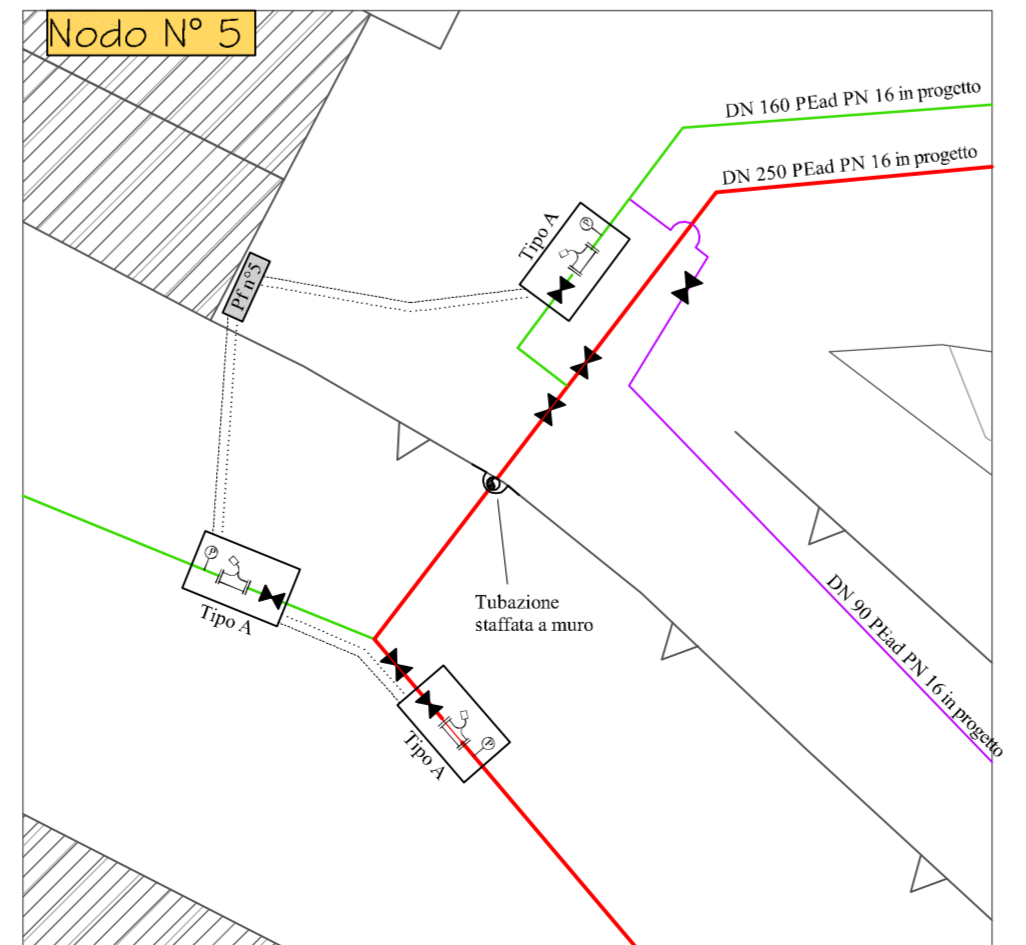 Nodo N° 5
DN 160 PEad PN 16 in progetto
DN 250 PEad PN 16 in progetto
Tipo A
P
Pf n°5
P
Tipo A
Tubazione
staffata a muro
DN 90 PEad PN 16 in progetto
P
Tipo A